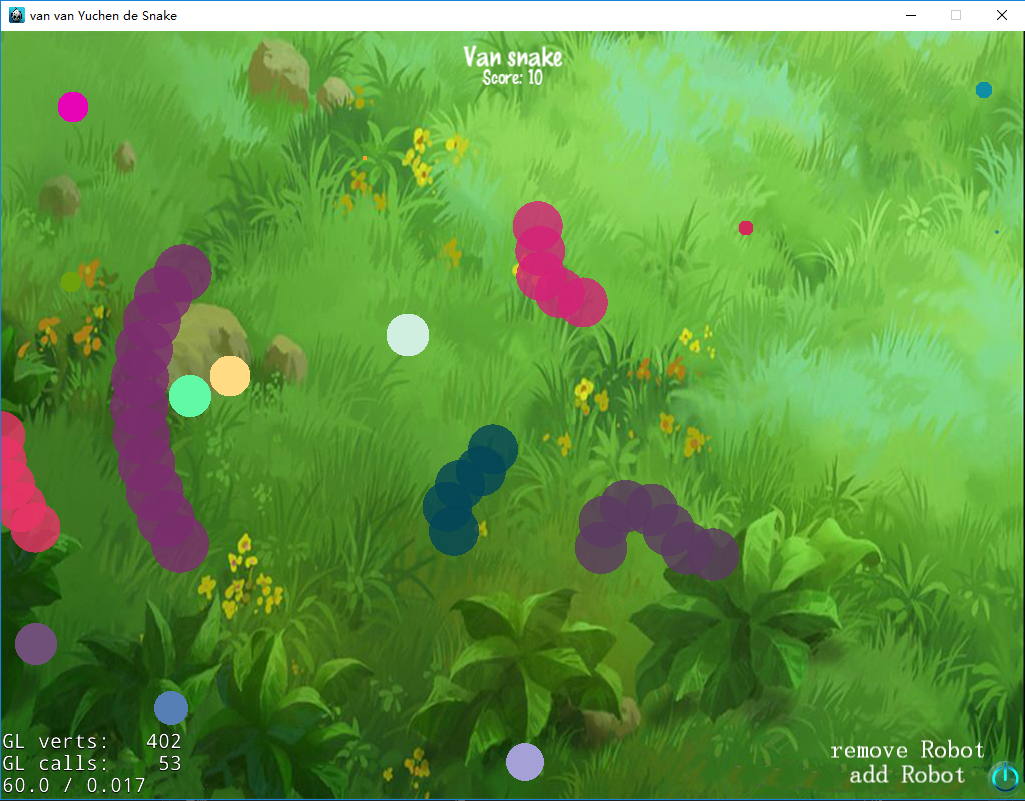 van van Yuchen de Snake
Van snake
Score: 10
GL verts: 402
GL calls: 53
60.0 / 0.017
remove Robot
add Robot